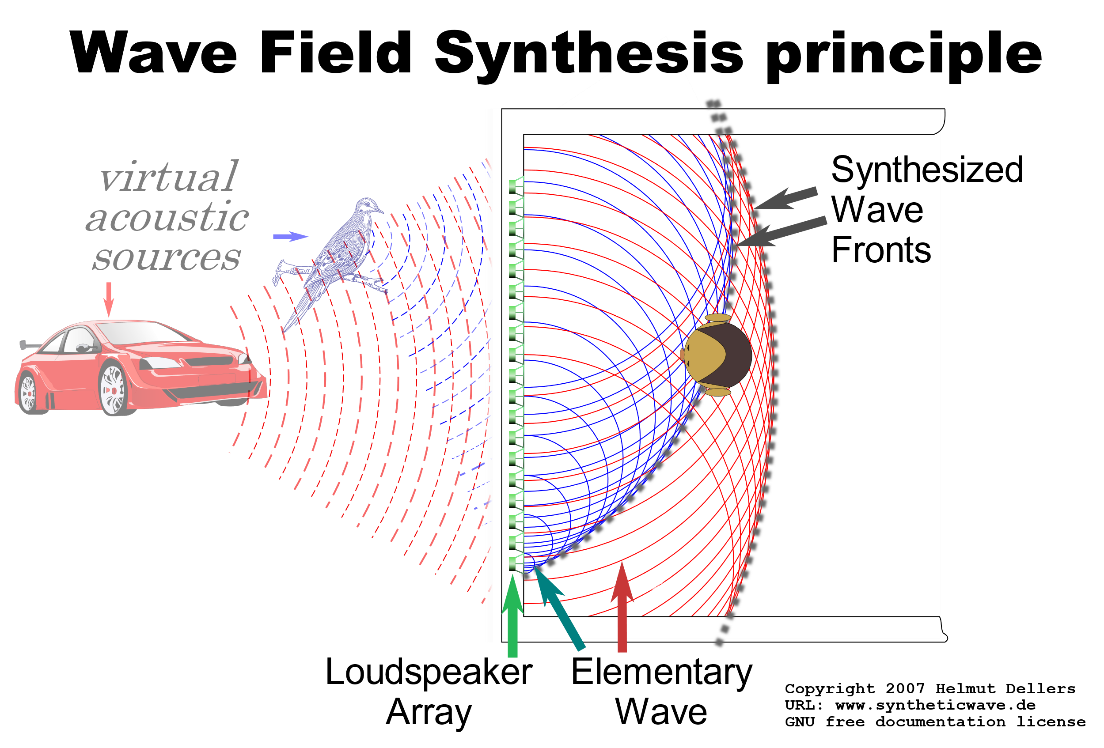 Wave Field Synthesis principle
virtual
acoustic
sources
Synthesized
Wave
Fronts
Loudspeaker
Array
Elementary
Wave
Copyright 2007 Helmut Dellers
URL: www.syntheticwave.de
GNU free documentation license